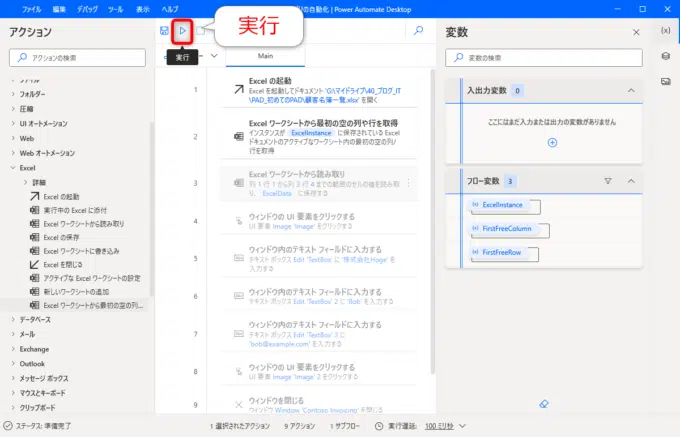 ファイル 編集 デバッグ ツール 表示 ヘルプ
の自動化 | Power Automate Desktop
アクション
アクションの検索
ファイル
フォルダー
圧縮
UI オートメーション
Web
Web オートメーション
Excel
詳細
Excel の起動
実行中の Excel に添付
Excel ワークシートから読み取り
Excel の保存
Excel ワークシートに書き込み
Excel を閉じる
アクティブな Excel ワークシートの設定
新しいワークシートの追加
Excel ワークシートから最初の空の列...
データベース
メール
Exchange
Outlook
メッセージ ボックス
マウスとキーボード
クリップボード
実行
実行
Main
1
Excel の起動
Excel を起動してドキュメント 'G:\マイドライブ\40_ブログ_IT
\PAD_初めてのPAD\顧客名簿一覧.xlsx' を開く
2
Excel ワークシートから最初の空の列や行を取得
インスタンスが ExcelInstance に保存されている Excel
ドキュメントのアクティブなワークシート内の最初の空の列/
行を取得
3
Excel ワークシートから読み取り
列 1 行 1 から列 3 行 4 までの範囲のセルの値を読み取
り、 ExcelData に保存する
4
ウィンドウの UI 要素をクリックする
UI 要素 Image 'Image' をクリックする
5
ウィンドウ内のテキスト フィールドに入力する
テキスト ボックス Edit 'TextBox' に '株式会社Hoge' を
入力する
6
ウィンドウ内のテキスト フィールドに入力する
テキスト ボックス Edit 'TextBox' 2 に 'Bob' を入力する
7
ウィンドウ内のテキスト フィールドに入力する
テキスト ボックス Edit 'TextBox' 3 に
'bob@example.com' を入力する
8
ウィンドウの UI 要素をクリックする
UI 要素 Image 'Image' 2 をクリックする
9
ウィンドウを閉じる
ウィンドウ Window 'Contoso Invoicing' を閉じる
変数
{x}
変数の検索
入出力変数 0
ここにはまだ入力または出力の変数がありません
フロー変数 3
(x) ExcelInstance
(x) FirstFreeColumn
(x) FirstFreeRow
ステータス: 準備完了 1 選択されたアクション 9 アクション 1 サブフロー 実行遅延: 100 ミリ秒